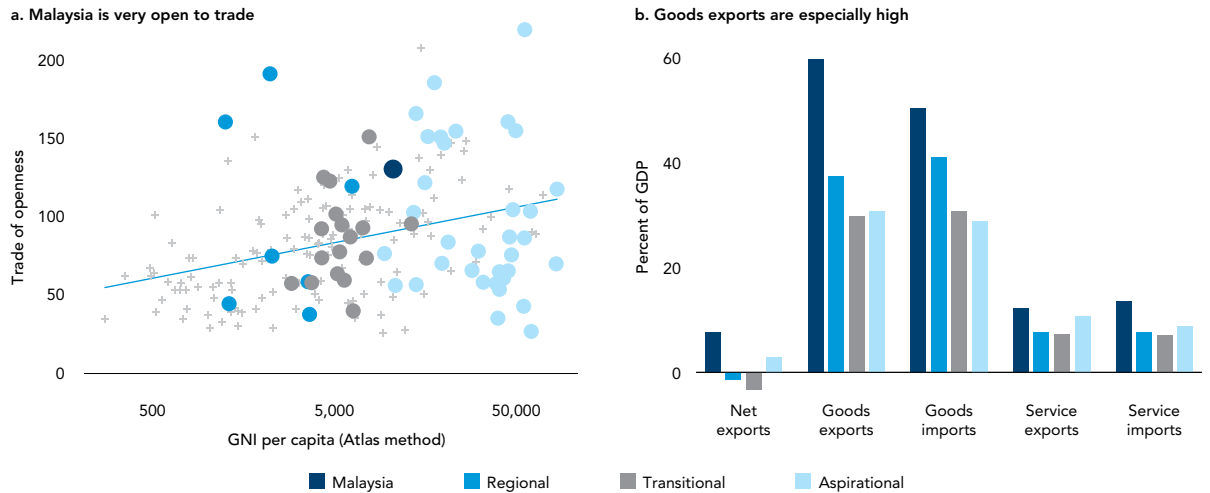 a. Malaysia is very open to trade
Trade of openness
200
150
100
50
0
500
5,000
50,000
GNI per capita (Atlas method)
b. Goods exports are especially high
Percent of GDP
60
40
20
0
Net
exports
Goods
exports
Goods
imports
Service
exports
Service
imports
Malaysia
Regional
Transitional
Aspirational